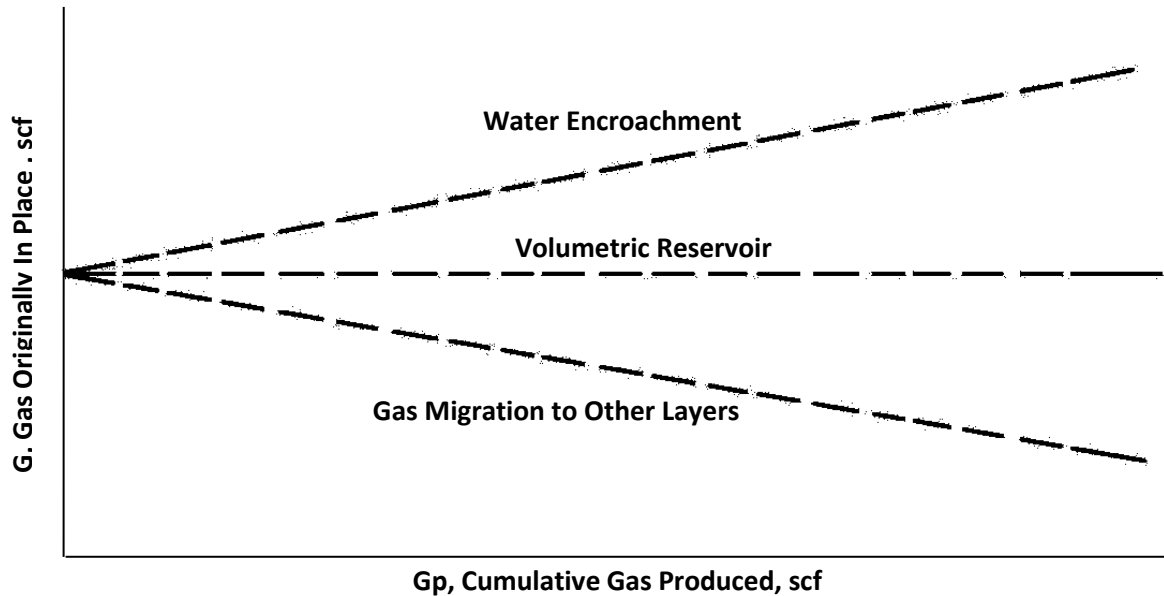 Water Encroachment
Volumetric Reservoir
Gas Migration to Other Layers
G. Gas Originally In Place . scf
Gp, Cumulative Gas Produced, scf